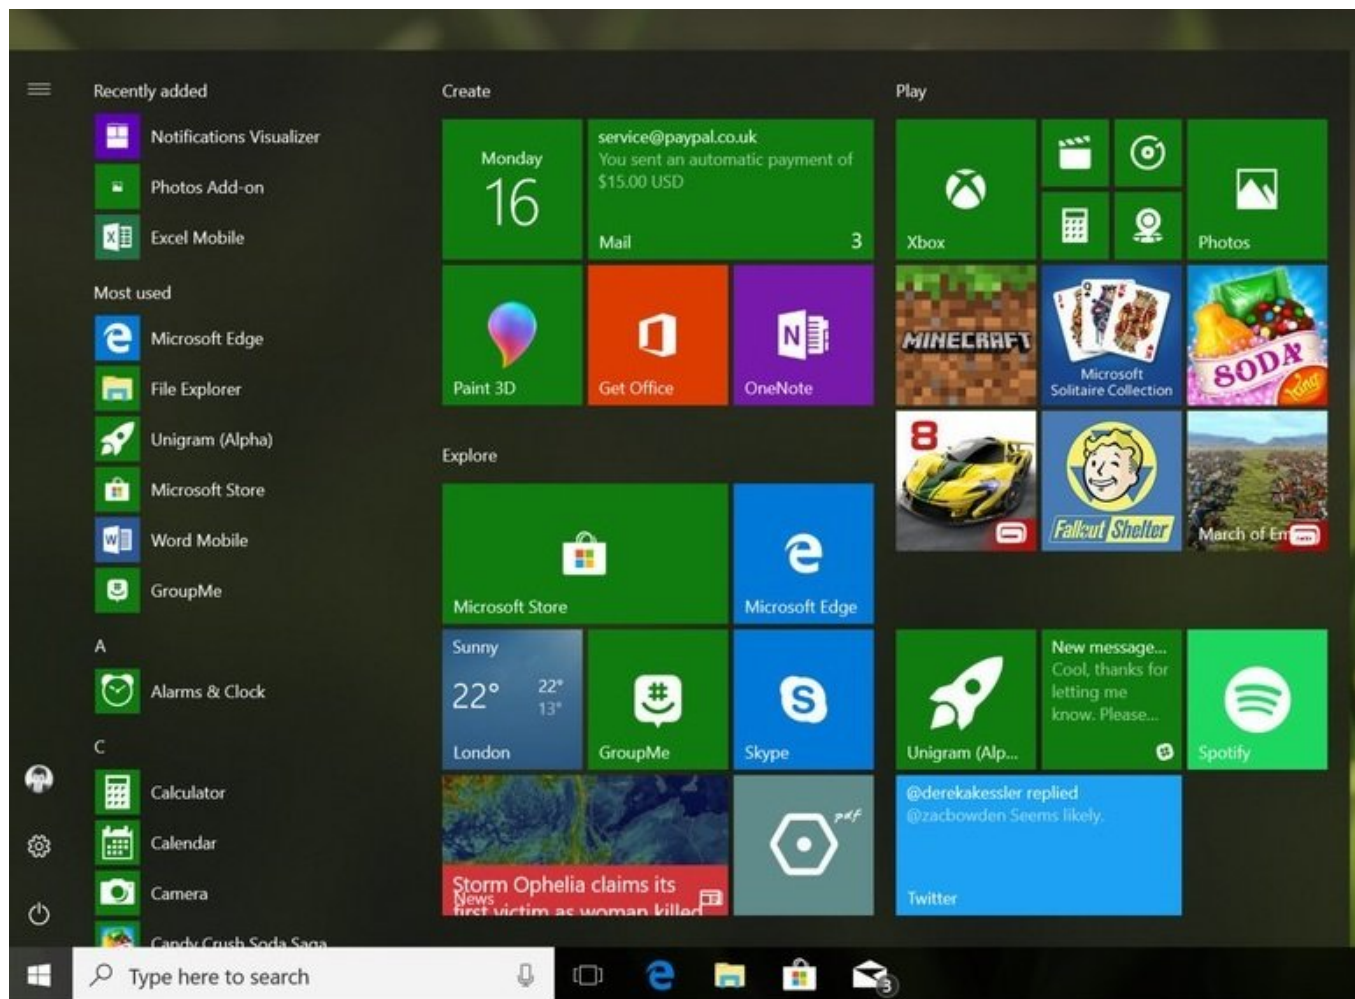 Recently added
Notifications Visualizer
Photos Add-on
Excel Mobile
Most used
Microsoft Edge
File Explorer
Unigram (Alpha)
Microsoft Store
Word Mobile
GroupMe
A
Alarms & Clock
C
Calculator
Calendar
Camera
Candy Crush Soda Saga
Create
Monday
16
service@paypal.co.uk
You sent an automatic payment of
$15.00 USD
Mail 3
Paint 3D
Get Office
N
OneNote
Explore
Microsoft Store
Microsoft Edge
Sunny
22° 22°
13°
London
GroupMe
Skype
Storm Ophelia claims its
News
first victim as woman killed
pdf
Play
Xbox
Photos
MINECRAFT
Microsoft
Solitaire Collection
SODA
King
8
Fallout Shelter
March of Em
Unigram (Alp...
New message...
Cool, thanks for
letting me
know. Please...
Spotify
@derekakessler replied
@zacbowden Seems likely.
Twitter
Type here to search
3